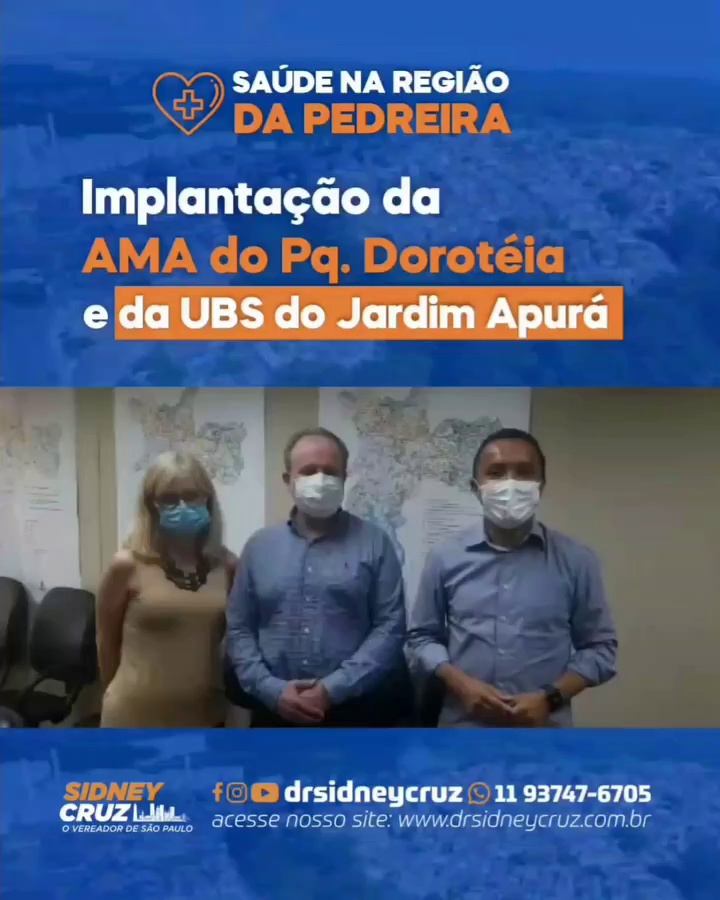 SAÚDE NA REGIÃO
DA PEDREIRA
Implantação da
AMA do Pq. Dorotéia
e da UBS do Jardim Apurá
SIDNEY
CRUZ
O VEREADOR DE SÃO PAULO
drsidneycruz 11 93747-6705
acesse nosso site: www.drsidneycruz.com.br